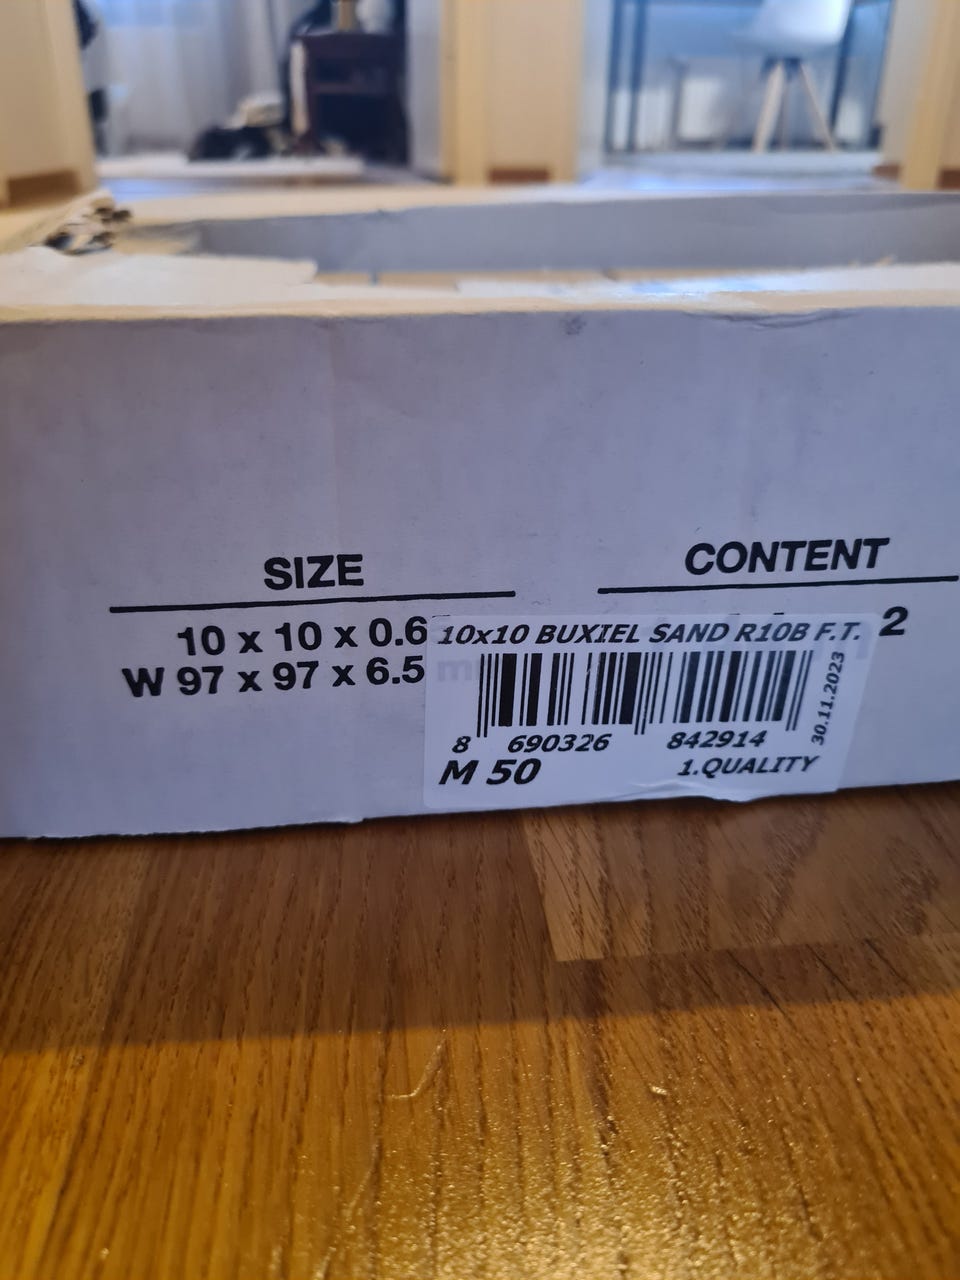 SIZE
CONTENT
10 x 10 x 0.6
W 97 x 97 x 6.5
2
10x10 BUXIEL SAND R10B F.T.
30.11.2023
8 690326 842914
M 50
1.QUALITY